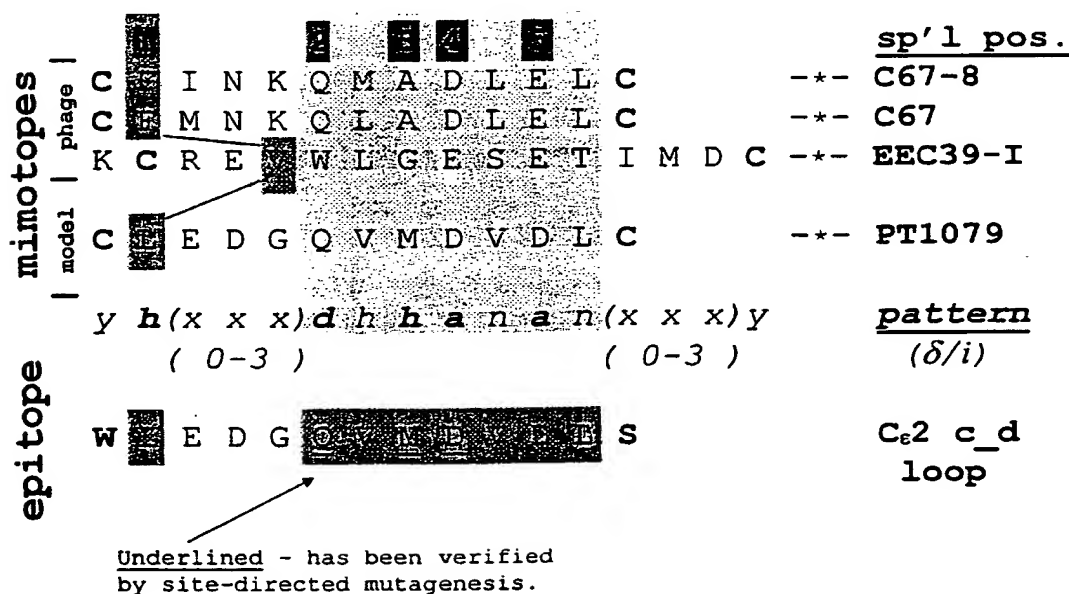 sp'l pos.
C I N K Q M A D L E L C -*- C67-8
C M N K Q L A D L E L C -*- C67
K C R E W L G E S E T I M D C -*- EEC39-I
C E D G Q V M D V D L C -*- PT1079
mimotopes
phage
model
y h (x x x) d h h a n a n (x x x) y pattern
( 0-3 ) ( 0-3 ) (δ/i)
epitope
W E D G Q V M E V E L S Cε2 c_d
loop
Underlined - has been verified
by site-directed mutagenesis.